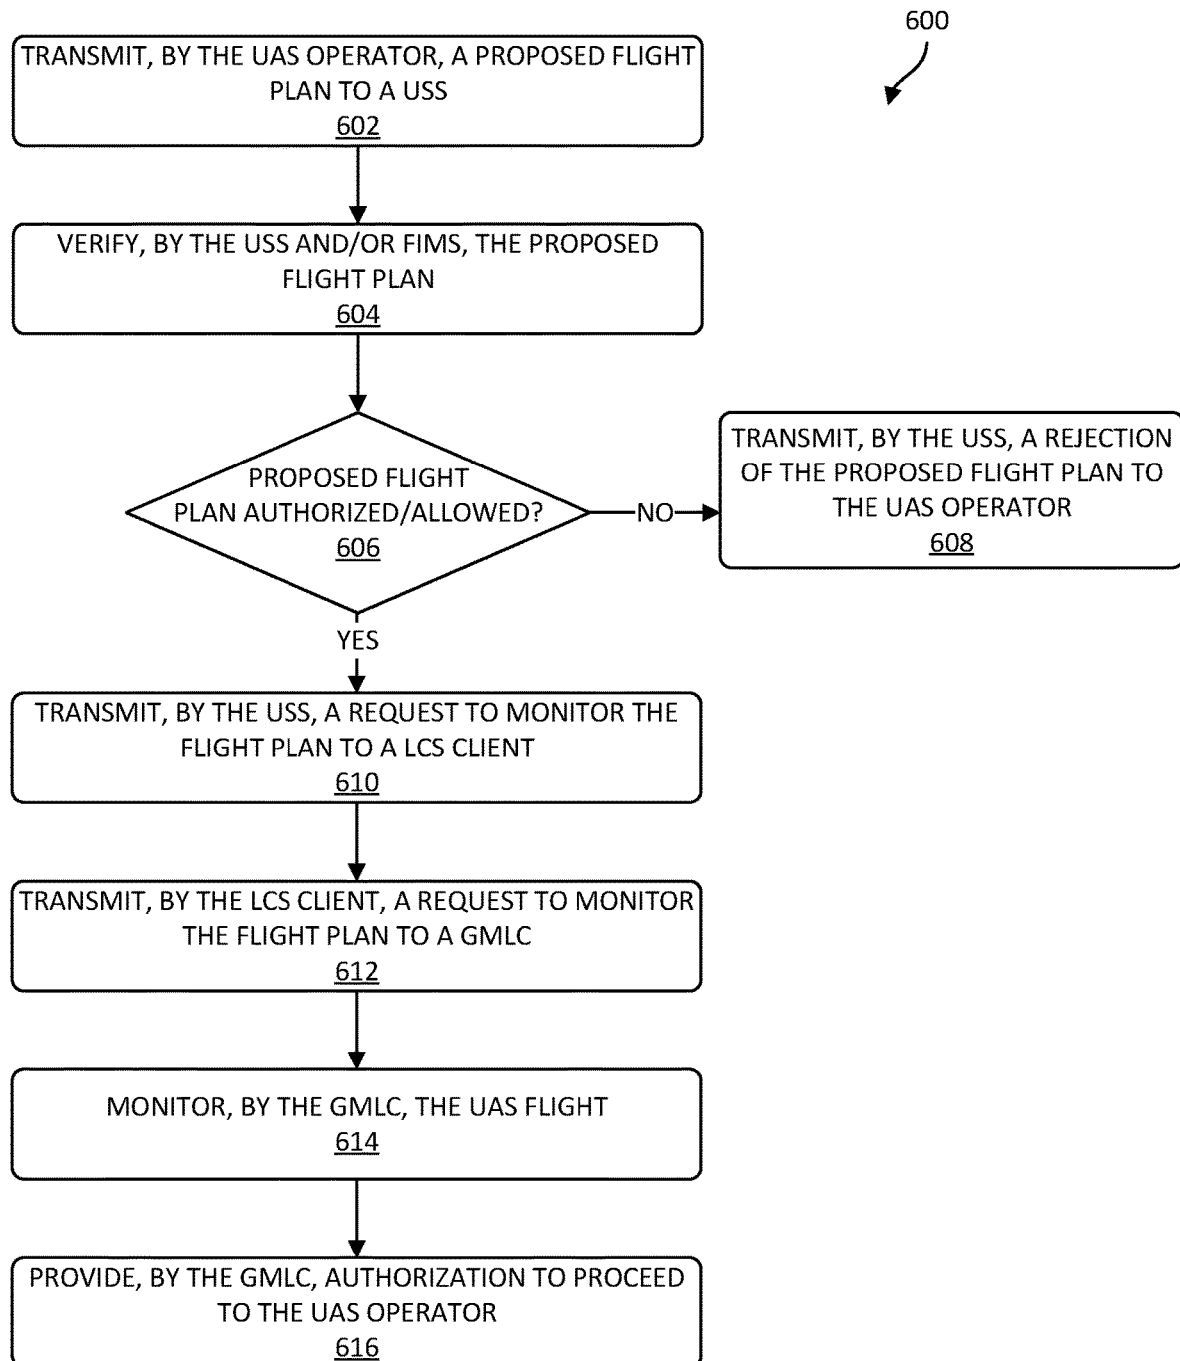 600
TRANSMIT, BY THE UAS OPERATOR, A PROPOSED FLIGHT
PLAN TO A USS
602
VERIFY, BY THE USS AND/OR FIMS, THE PROPOSED
FLIGHT PLAN
604
PROPOSED FLIGHT
PLAN AUTHORIZED/ALLOWED?
606
NO
TRANSMIT, BY THE USS, A REJECTION
OF THE PROPOSED FLIGHT PLAN TO
THE UAS OPERATOR
608
YES
TRANSMIT, BY THE USS, A REQUEST TO MONITOR THE
FLIGHT PLAN TO A LCS CLIENT
610
TRANSMIT, BY THE LCS CLIENT, A REQUEST TO MONITOR
THE FLIGHT PLAN TO A GMLC
612
MONITOR, BY THE GMLC, THE UAS FLIGHT
614
PROVIDE, BY THE GMLC, AUTHORIZATION TO PROCEED
TO THE UAS OPERATOR
616